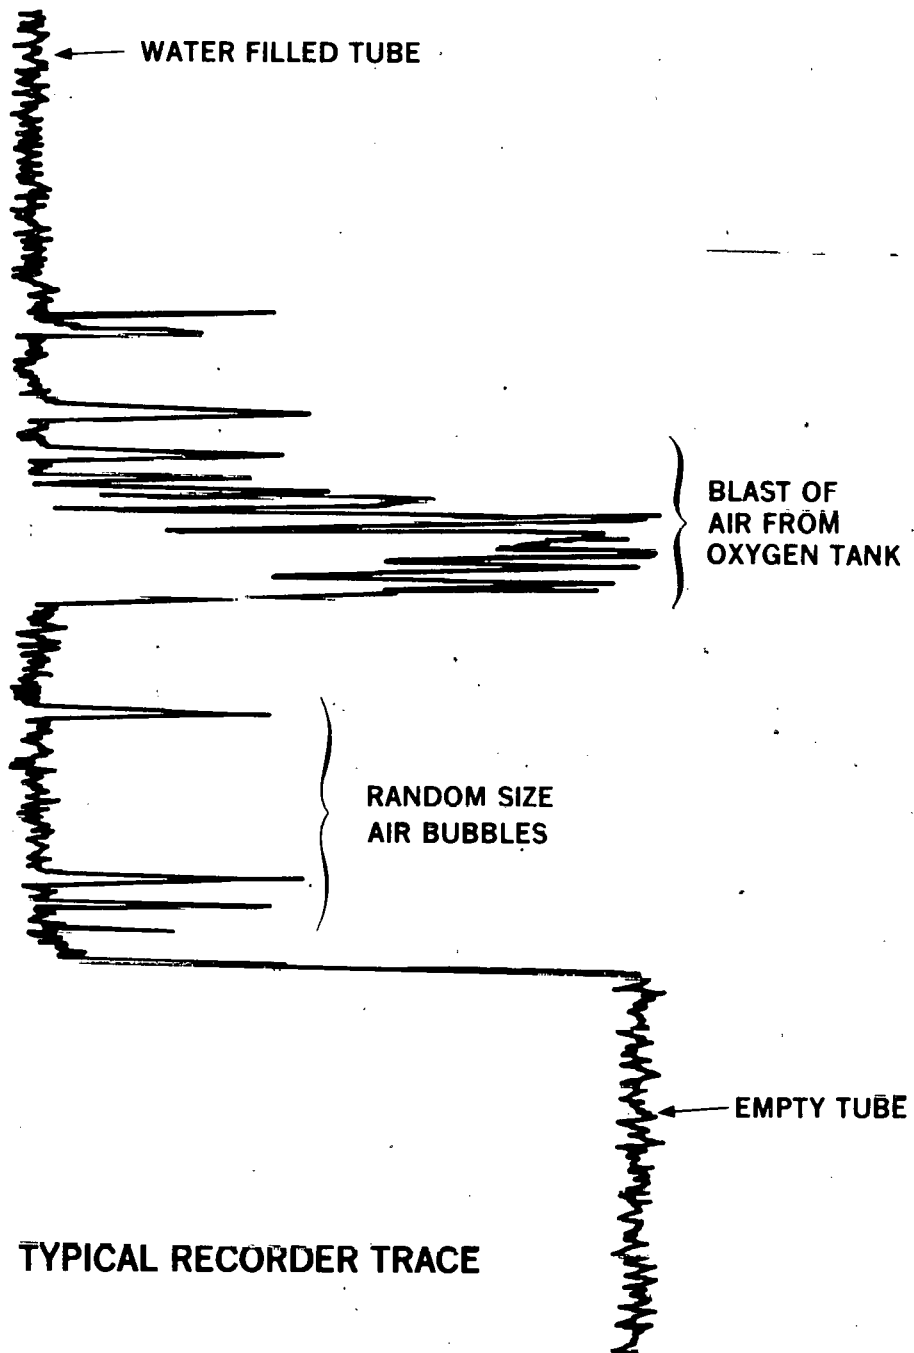 WATER FILLED TUBE
BLAST OF
AIR FROM
OXYGEN TANK
RANDOM SIZE
AIR BUBBLES
EMPTY TUBE
TYPICAL RECORDER TRACE